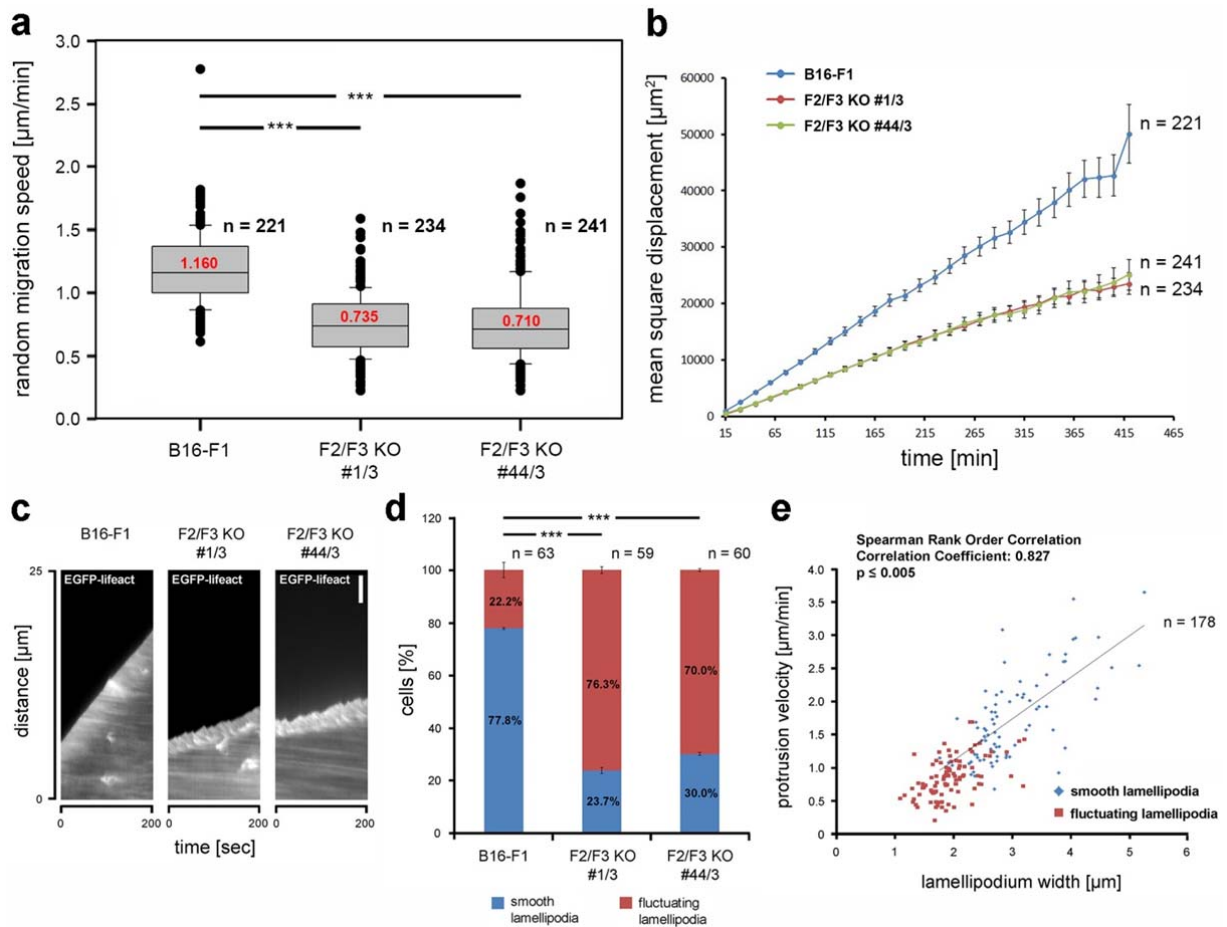 a
random migration speed [µm/min]
3.0
2.5
2.0
1.5
1.0
0.5
0.0
***
***
n = 221
n = 234
n = 241
1.160
0.735
0.710
B16-F1
F2/F3 KO
#1/3
F2/F3 KO
#44/3
b
mean square displacement [µm²]
60000
50000
40000
30000
20000
10000
0
B16-F1
F2/F3 KO #1/3
F2/F3 KO #44/3
n = 221
n = 241
n = 234
15
65
115
165
215
265
315
365
415
465
time [min]
c
B16-F1
F2/F3 KO
#1/3
F2/F3 KO
#44/3
distance [µm]
25
0
EGFP-lifeact
EGFP-lifeact
EGFP-lifeact
0
200
0
200
0
200
time [sec]
d
cells [%]
120
100
80
60
40
20
0
***
***
n = 63
n = 59
n = 60
22.2%
77.8%
76.3%
23.7%
70.0%
30.0%
B16-F1
F2/F3 KO
#1/3
F2/F3 KO
#44/3
smooth
lamellipodia
fluctuating
lamellipodia
e
Spearman Rank Order Correlation
Correlation Coefficient: 0.827
p ≤ 0.005
protrusion velocity [µm/min]
4.0
3.5
3.0
2.5
2.0
1.5
1.0
0.5
0
n = 178
smooth lamellipodia
fluctuating lamellipodia
0
1
2
3
4
5
6
lamellipodium width [µm]